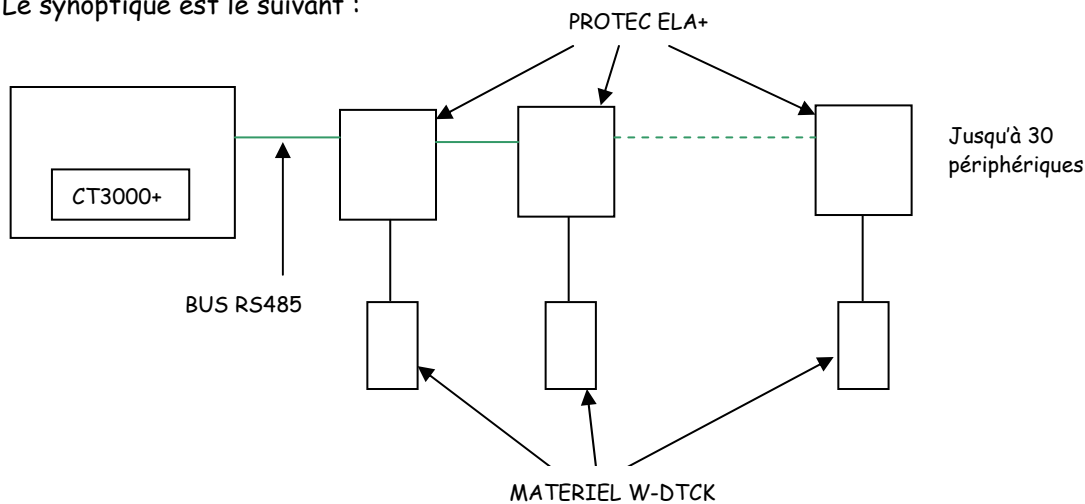 Le synoptique est le suivant :
PROTEC ELA+
Jusqu'à 30
périphériques
CT3000+
BUS RS485
MATERIEL W-DTCK